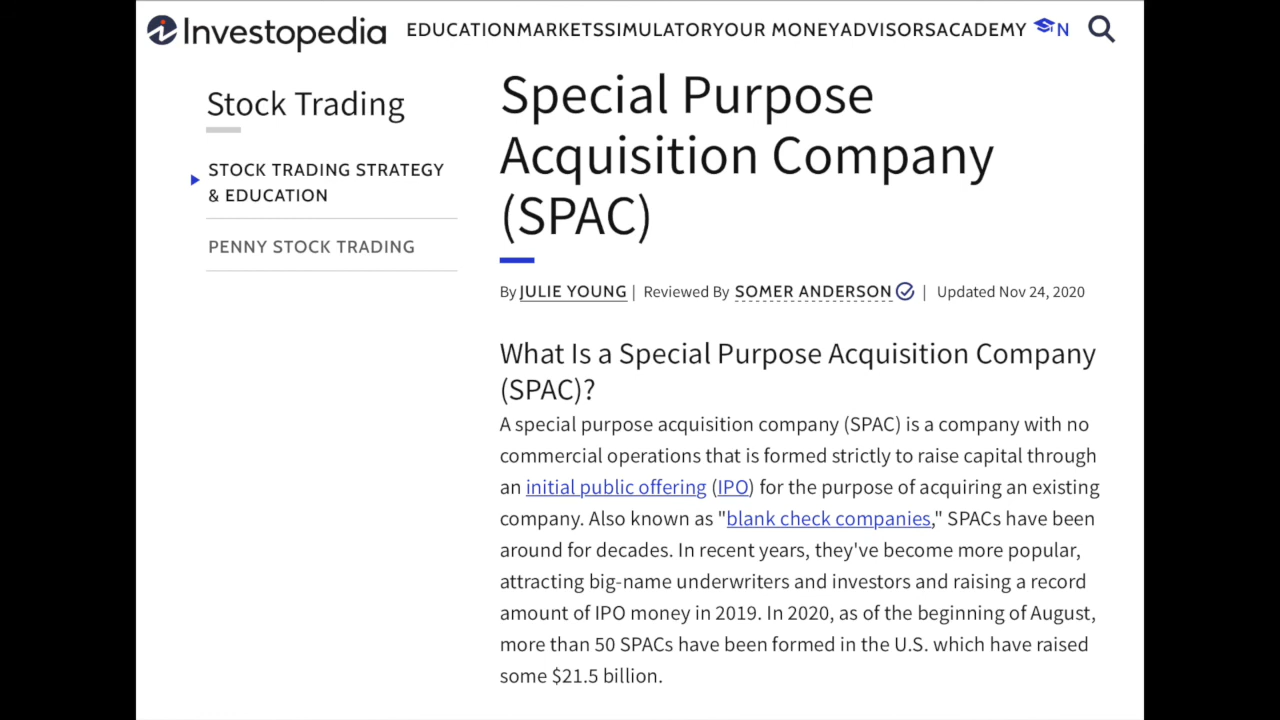 Investopedia EDUCATIONMARKETSSIMULATORYOUR MONEYADVISORSACADEMY N
Stock Trading
STOCK TRADING STRATEGY
& EDUCATION
PENNY STOCK TRADING
Special Purpose
Acquisition Company
(SPAC)
By JULIE YOUNG | Reviewed By SOMER ANDERSON | Updated Nov 24, 2020
What Is a Special Purpose Acquisition Company
(SPAC)?
A special purpose acquisition company (SPAC) is a company with no
commercial operations that is formed strictly to raise capital through
an initial public offering (IPO) for the purpose of acquiring an existing
company. Also known as "blank check companies," SPACs have been
around for decades. In recent years, they've become more popular,
attracting big-name underwriters and investors and raising a record
amount of IPO money in 2019. In 2020, as of the beginning of August,
more than 50 SPACs have been formed in the U.S. which have raised
some $21.5 billion.